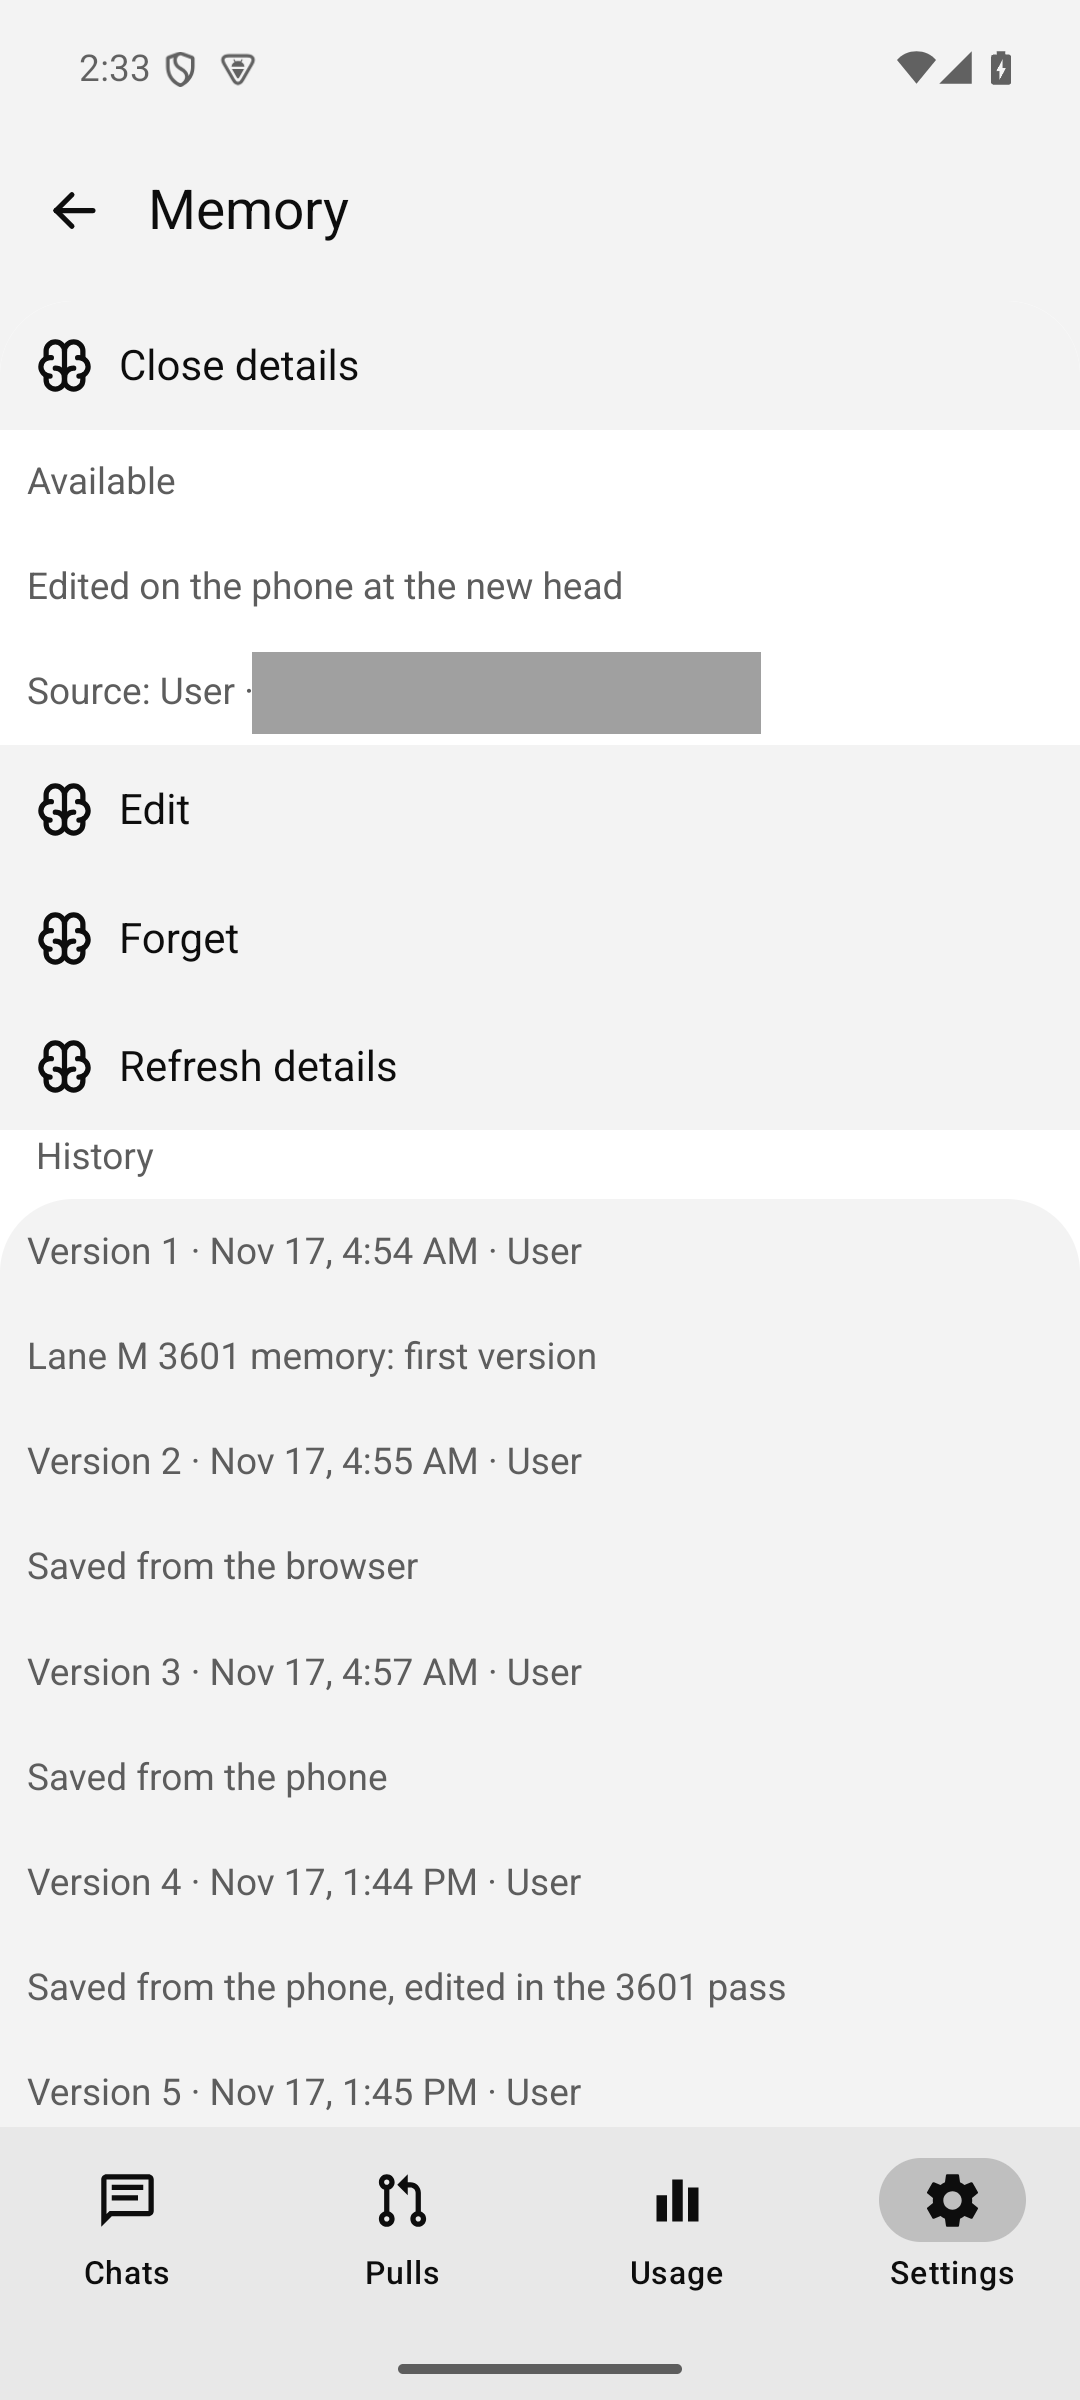 2:33
Memory
Close details
Available
Edited on the phone at the new head
Source: User ·
Edit
Forget
Refresh details
History
Version 1 · Nov 17, 4:54 AM · User
Lane M 3601 memory: first version
Version 2 · Nov 17, 4:55 AM · User
Saved from the browser
Version 3 · Nov 17, 4:57 AM · User
Saved from the phone
Version 4 · Nov 17, 1:44 PM · User
Saved from the phone, edited in the 3601 pass
Version 5 · Nov 17, 1:45 PM · User
Chats
Pulls
Usage
Settings